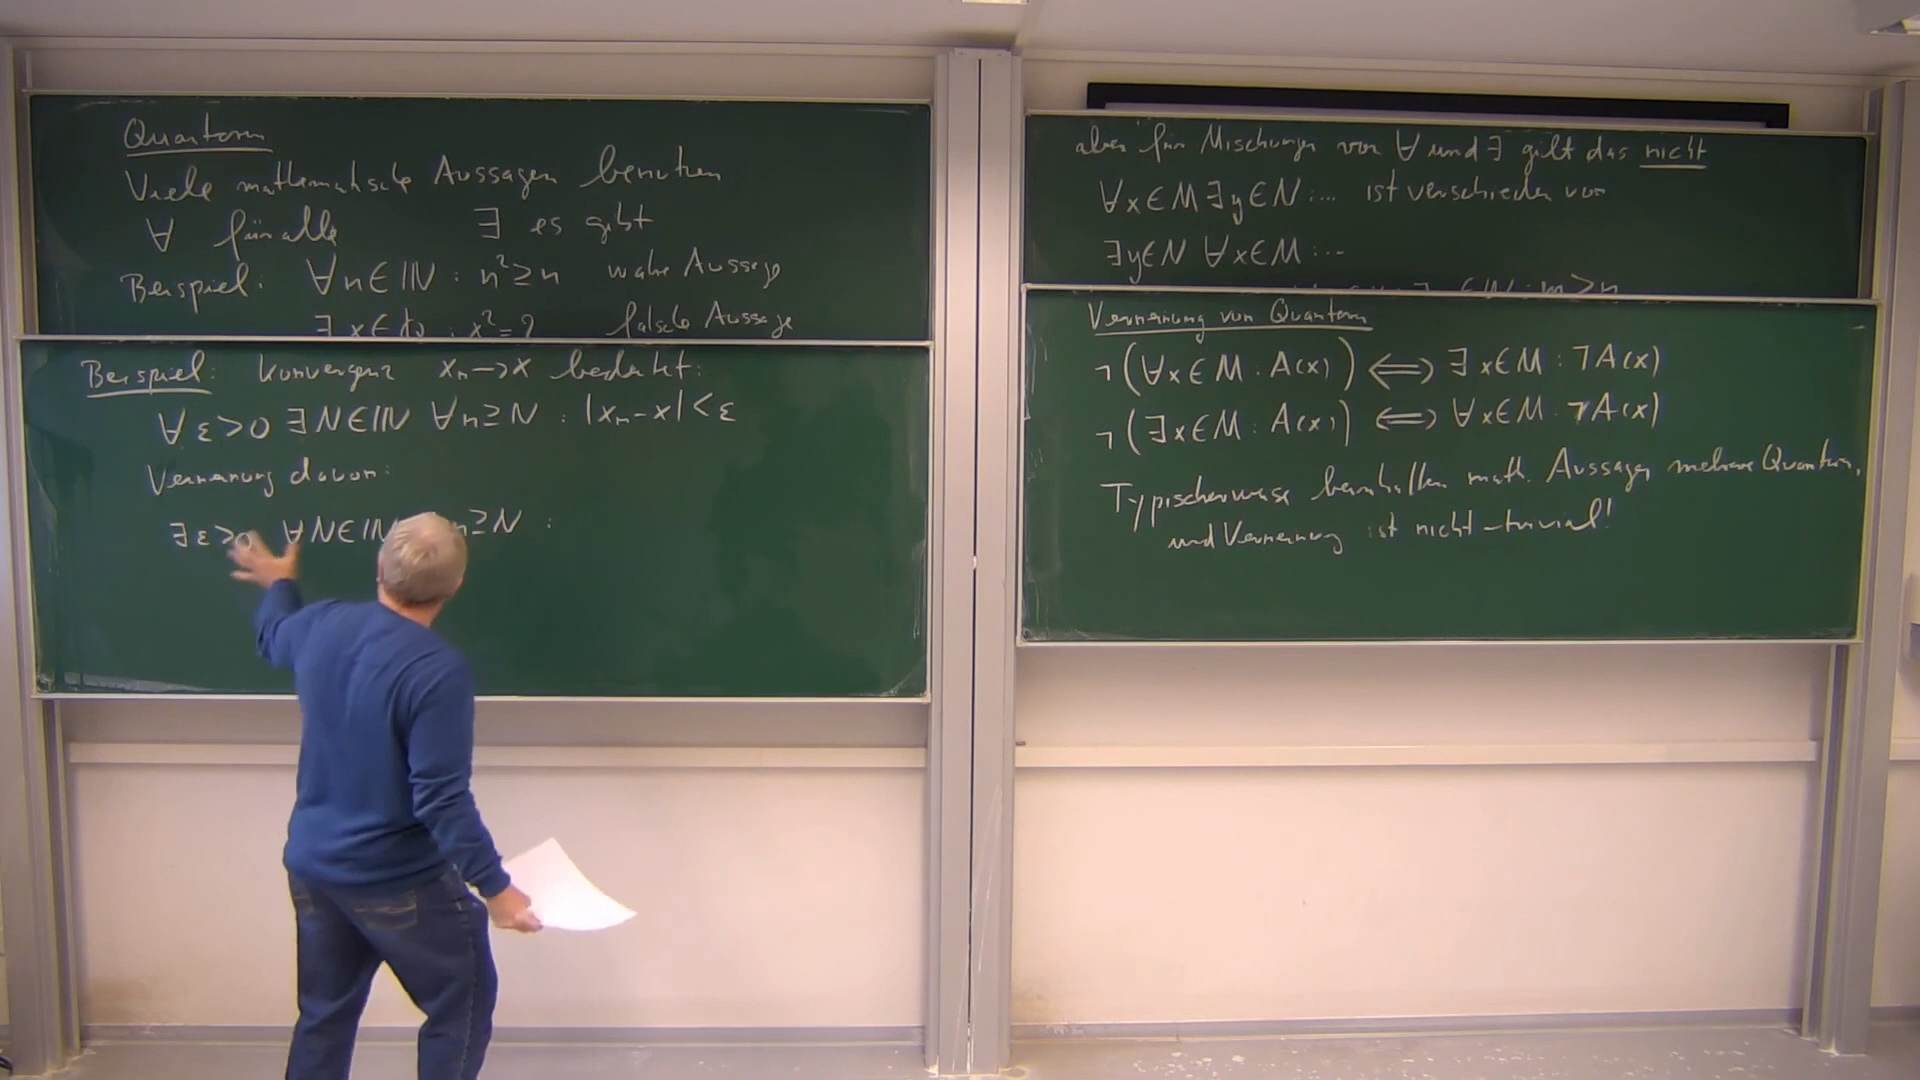 Quantoren
Viele mathematische Aussagen benutzen
∀ für alle ∃ es gibt
Beispiel: ∀n∈ℕ : n²≥n wahre Aussage
∃ x∈ : x²=2 falsche Aussage
Beispiel: Konvergenz xₙ→x bedeutet:
∀ε>0 ∃N∈ℕ ∀n≥N : |xₙ-x|<ε
Verneinung davon:
∃ε>0 ∀N∈ℕ n≥N :
aber für Mischungen von ∀ und ∃ gilt das nicht
∀x∈M ∃y∈N :... ist verschieden von
∃y∈N ∀x∈M :...
∈ℕ : m>n
Verneinung von Quantoren
¬(∀x∈M : A(x)) ⟺ ∃x∈M : ¬A(x)
¬(∃x∈M : A(x)) ⟺ ∀x∈M : ¬A(x)
Typischerweise beinhalten math. Aussagen mehrere Quantoren,
und Verneinung ist nicht-trivial!